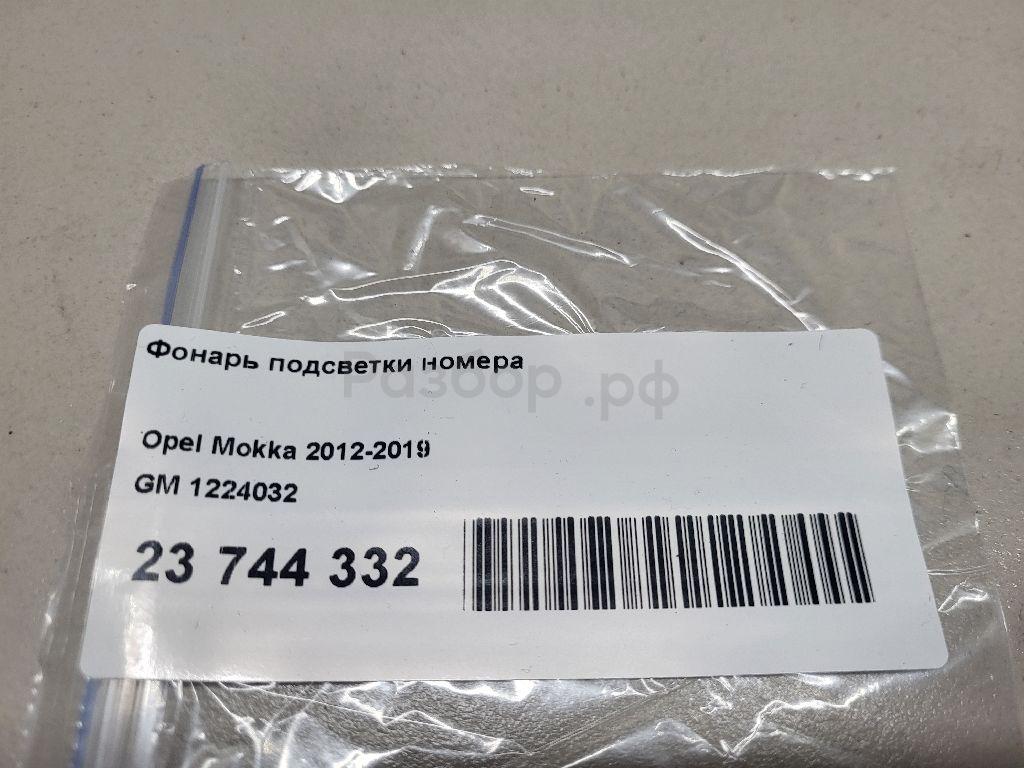 Фонарь подсветки номера
Разбор.рф
Opel Mokka 2012-2019
GM 1224032
23 744 332